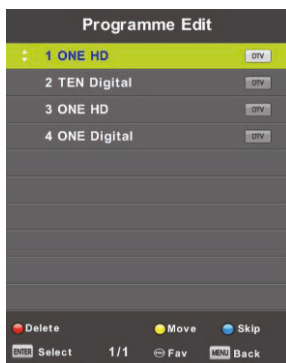 Programme Edit
1 ONE HD DTV
2 TEN Digital DTV
3 ONE HD DTV
4 ONE Digital DTV
Delete Move Skip
ENTER Select 1/1 Fav MENU Back